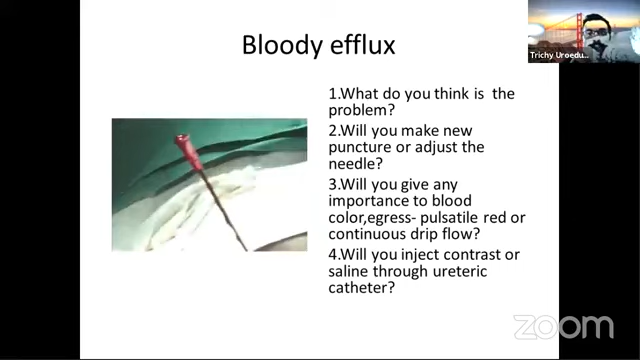 Bloody efflux
Trichy Uroedu...
1.What do you think is the
problem?
2.Will you make new
puncture or adjust the
needle?
3.Will you give any
importance to blood
color,egress- pulsatile red or
continuous drip flow?
4.Will you inject contrast or
saline through ureteric
catheter?
zoom